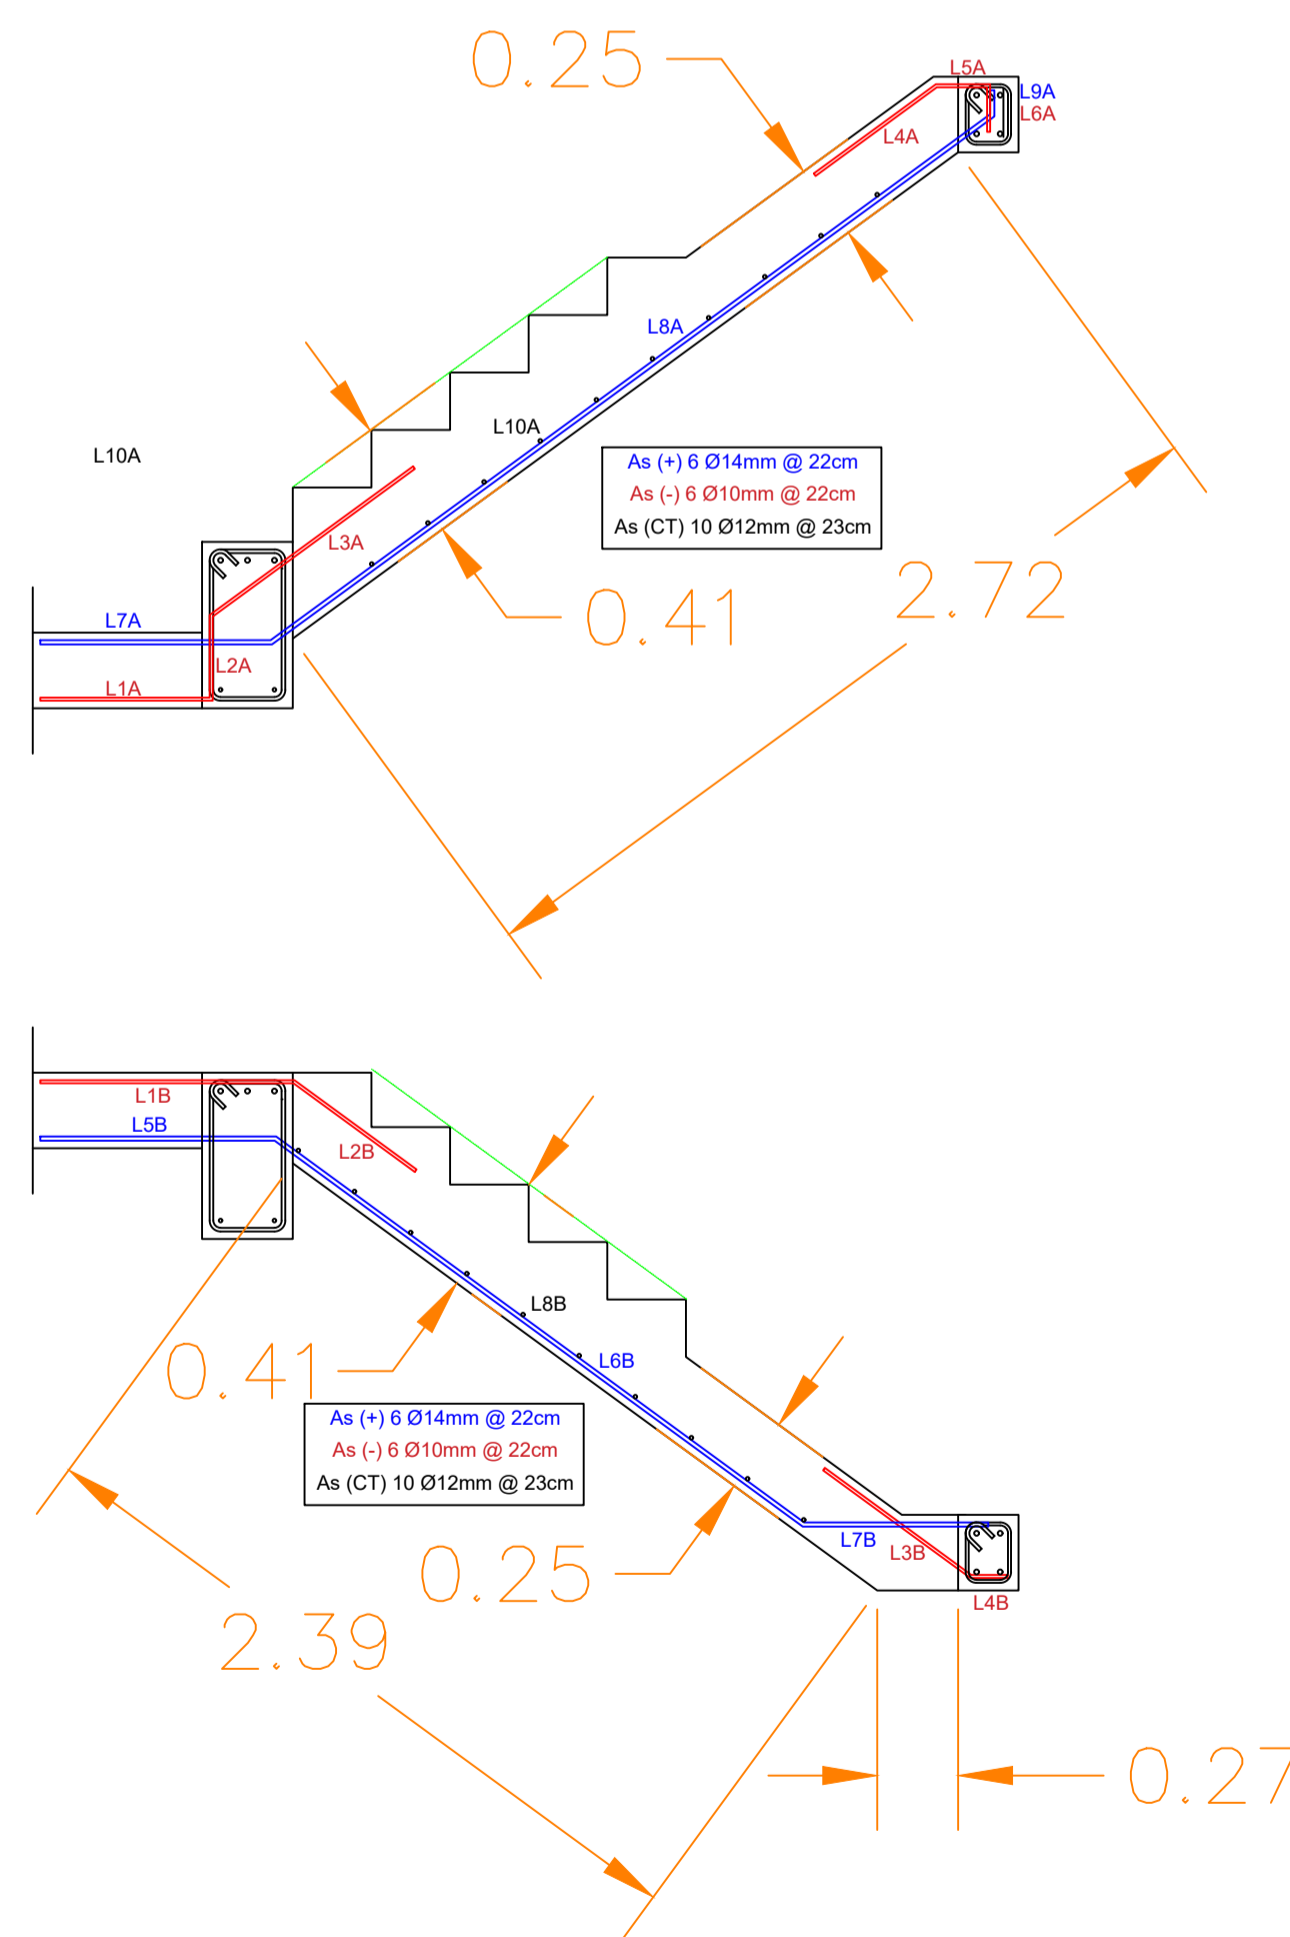 0.25
L5A
L9A
L6A
L4A
L8A
L10A
L10A
As (+) 6 Ø14mm @ 22cm
As (-) 6 Ø10mm @ 22cm
As (CT) 10 Ø12mm @ 23cm
L3A
0.41
2.72
L7A
L2A
L1A
L1B
L5B
L2B
L8B
0.41
L6B
As (+) 6 Ø14mm @ 22cm
As (-) 6 Ø10mm @ 22cm
As (CT) 10 Ø12mm @ 23cm
L7B
L3B
0.25
L4B
2.39
0.27